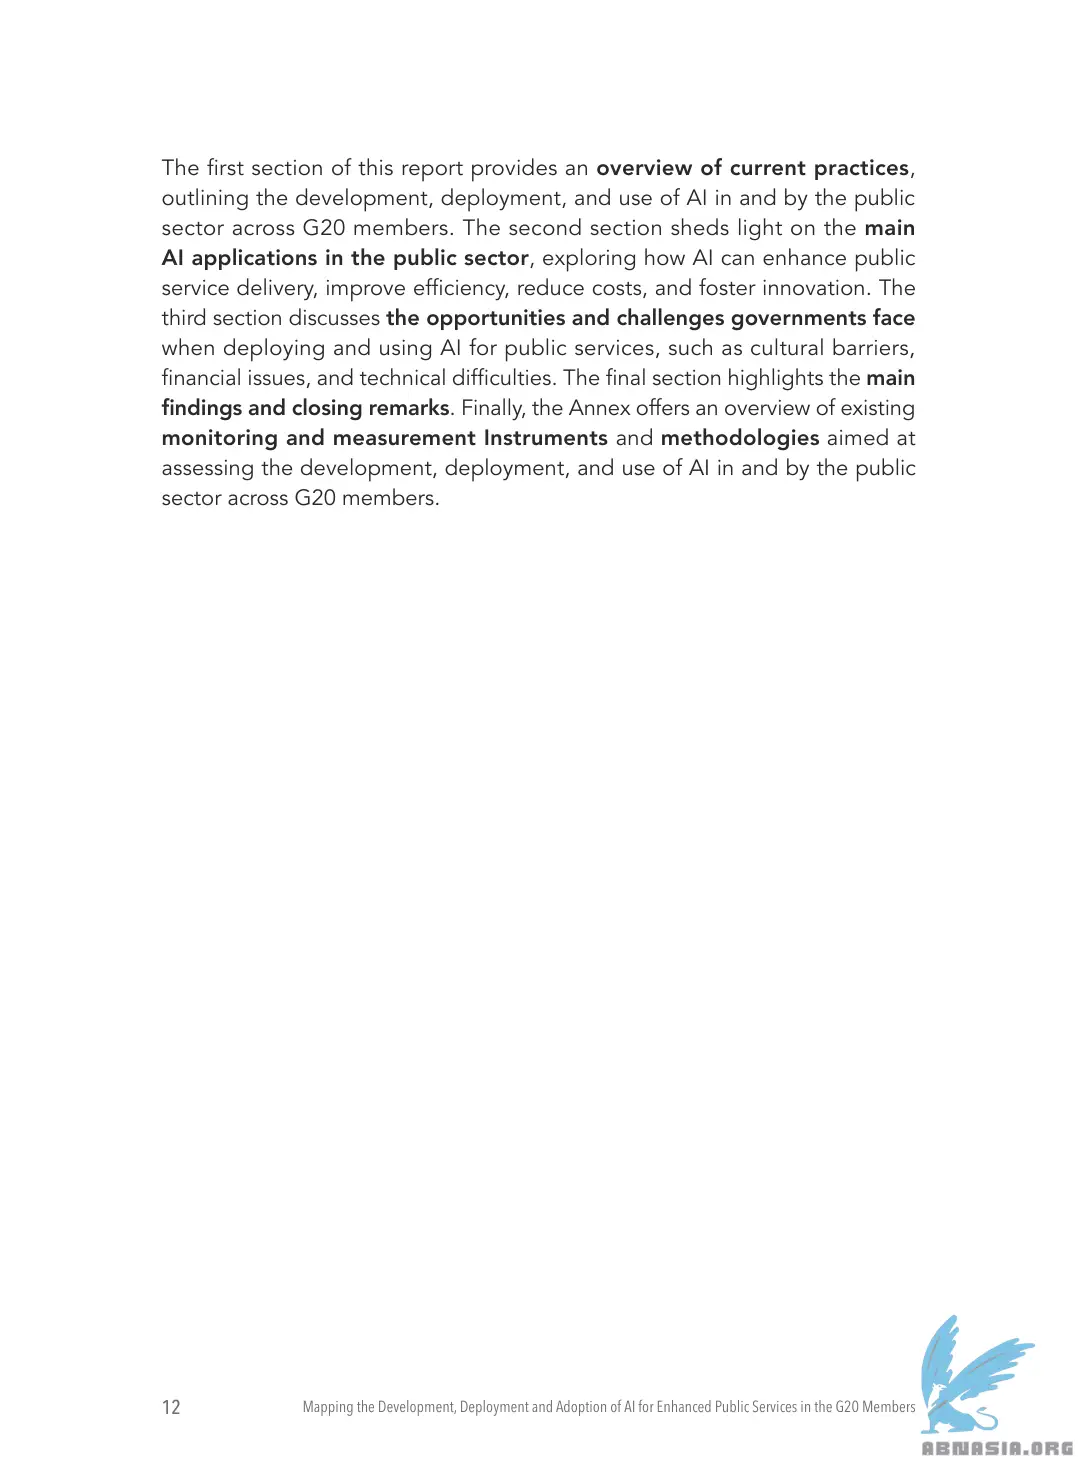 The first section of this report provides an overview of current practices,
outlining the development, deployment, and use of AI in and by the public
sector across G20 members. The second section sheds light on the main
AI applications in the public sector, exploring how AI can enhance public
service delivery, improve efficiency, reduce costs, and foster innovation. The
third section discusses the opportunities and challenges governments face
when deploying and using AI for public services, such as cultural barriers,
financial issues, and technical difficulties. The final section highlights the main
findings and closing remarks. Finally, the Annex offers an overview of existing
monitoring and measurement Instruments and methodologies aimed at
assessing the development, deployment, and use of AI in and by the public
sector across G20 members.
12
Mapping the Development, Deployment and Adoption of AI for Enhanced Public Services in the G20 Members
ABNASIA.ORG